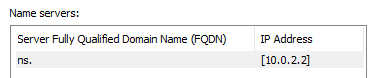 Name servers:
Server Fully Qualified Domain Name (FQDN) IP Address
ns. [10.0.2.2]